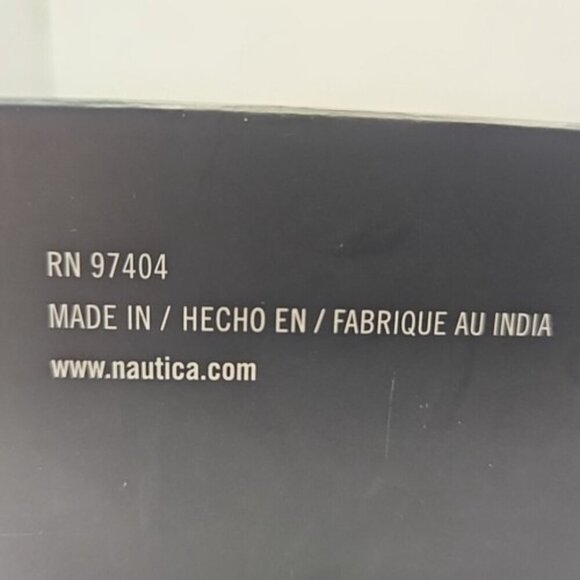 RN 97404
MADE IN / HECHO EN / FABRIQUE AU INDIA
www.nautica.com